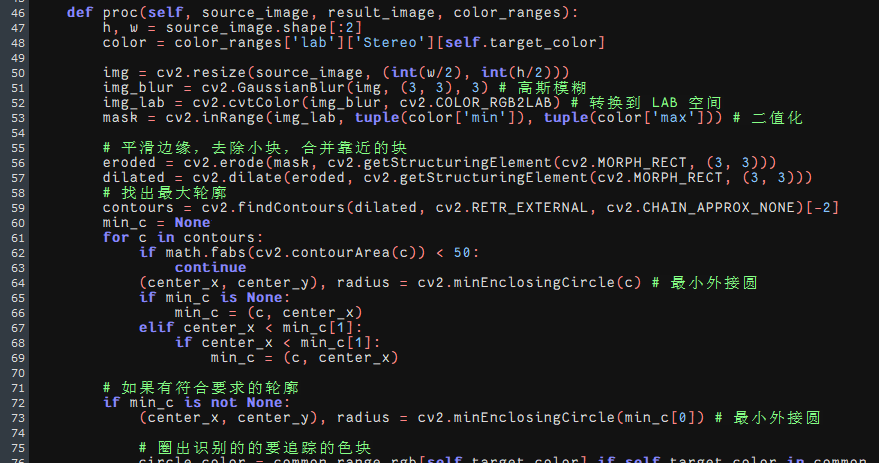 46 def proc(self, source_image, result_image, color_ranges):
47 h, w = source_image.shape[:2]
48 color = color_ranges['lab']['Stereo'][self.target_color]
49
50 img = cv2.resize(source_image, (int(w/2), int(h/2)))
51 img_blur = cv2.GaussianBlur(img, (3, 3), 3) # 高斯模糊
52 img_lab = cv2.cvtColor(img_blur, cv2.COLOR_RGB2LAB) # 转换到 LAB 空间
53 mask = cv2.inRange(img_lab, tuple(color['min']), tuple(color['max'])) # 二值化
54
55 # 平滑边缘，去除小块，合并靠近的块
56 eroded = cv2.erode(mask, cv2.getStructuringElement(cv2.MORPH_RECT, (3, 3)))
57 dilated = cv2.dilate(eroded, cv2.getStructuringElement(cv2.MORPH_RECT, (3, 3)))
58 # 找出最大轮廓
59 contours = cv2.findContours(dilated, cv2.RETR_EXTERNAL, cv2.CHAIN_APPROX_NONE)[-2]
60 min_c = None
61 for c in contours:
62 if math.fabs(cv2.contourArea(c)) < 50:
63 continue
64 (center_x, center_y), radius = cv2.minEnclosingCircle(c) # 最小外接圆
65 if min_c is None:
66 min_c = (c, center_x)
67 elif center_x < min_c[1]:
68 if center_x < min_c[1]:
69 min_c = (c, center_x)
70
71 # 如果有符合要求的轮廓
72 if min_c is not None:
73 (center_x, center_y), radius = cv2.minEnclosingCircle(min_c[0]) # 最小外接圆
74
75 # 圈出识别的的要追踪的色块
circle_color = common.range_rgb[self.target_color] if self.target_color in common